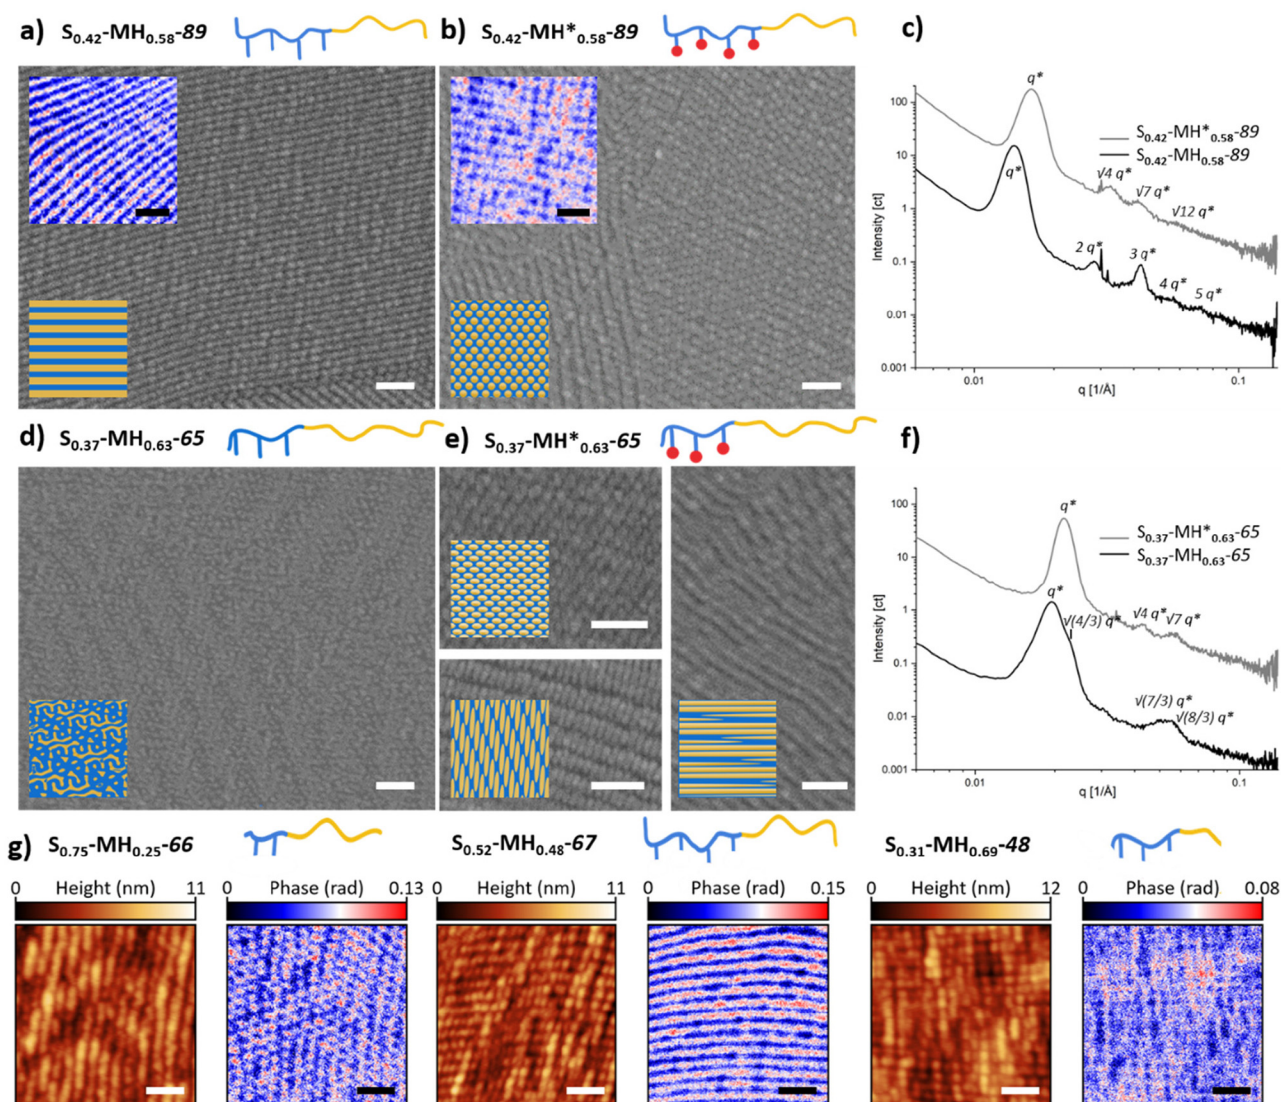 a) S0.42-MH0.58-89
b) S0.42-MH*0.58-89
c)
q*
S0.42-MH*0.58-89
S0.42-MH0.58-89
q*
√4 q*
√7 q*
√12 q*
2 q*
3 q*
4 q*
5 q*
100
10
1
0.1
0.01
0.001
Intensity [ct]
0.01
0.1
q [1/Å]
d) S0.37-MH0.63-65
e) S0.37-MH*0.63-65
f)
q*
S0.37-MH*0.63-65
S0.37-MH0.63-65
q*
√(4/3) q*
√4 q*
√7 q*
√(7/3) q*
√(8/3) q*
100
10
1
0.1
0.01
0.001
Intensity [ct]
0.01
0.1
q [1/Å]
g) S0.75-MH0.25-66
S0.52-MH0.48-67
S0.31-MH0.69-48
0 Height (nm) 11
0 Phase (rad) 0.13
0 Height (nm) 11
0 Phase (rad) 0.15
0 Height (nm) 12
0 Phase (rad) 0.08